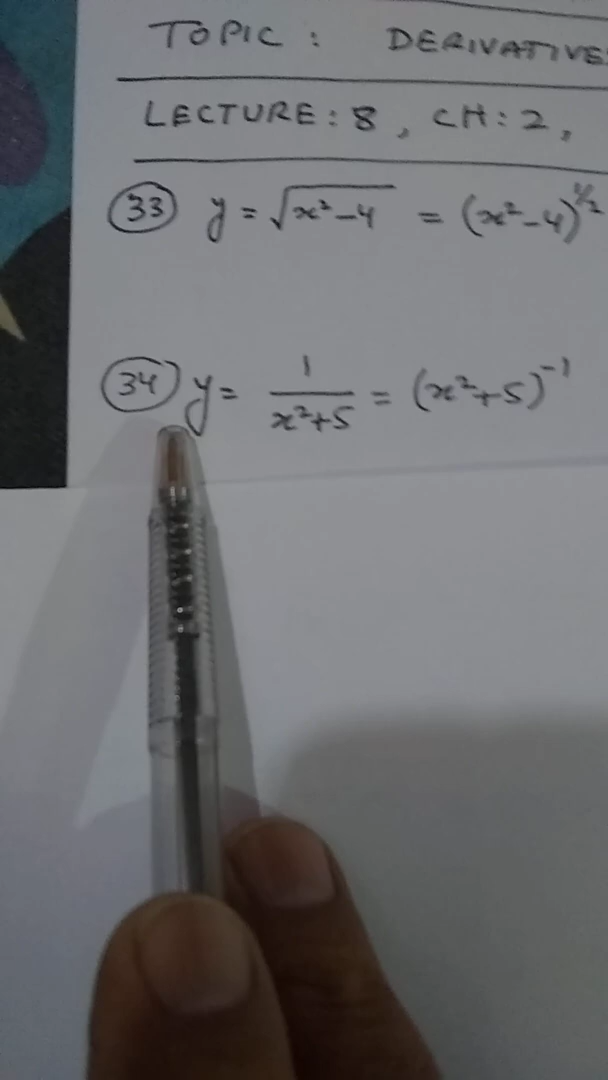 TOPIC : DERIVATIVES
LECTURE : 8 , CH : 2 ,
(33) y = √x²-4 = (x²-4)^1/2
(34) y = 1/x²+5 = (x²+5)^-1